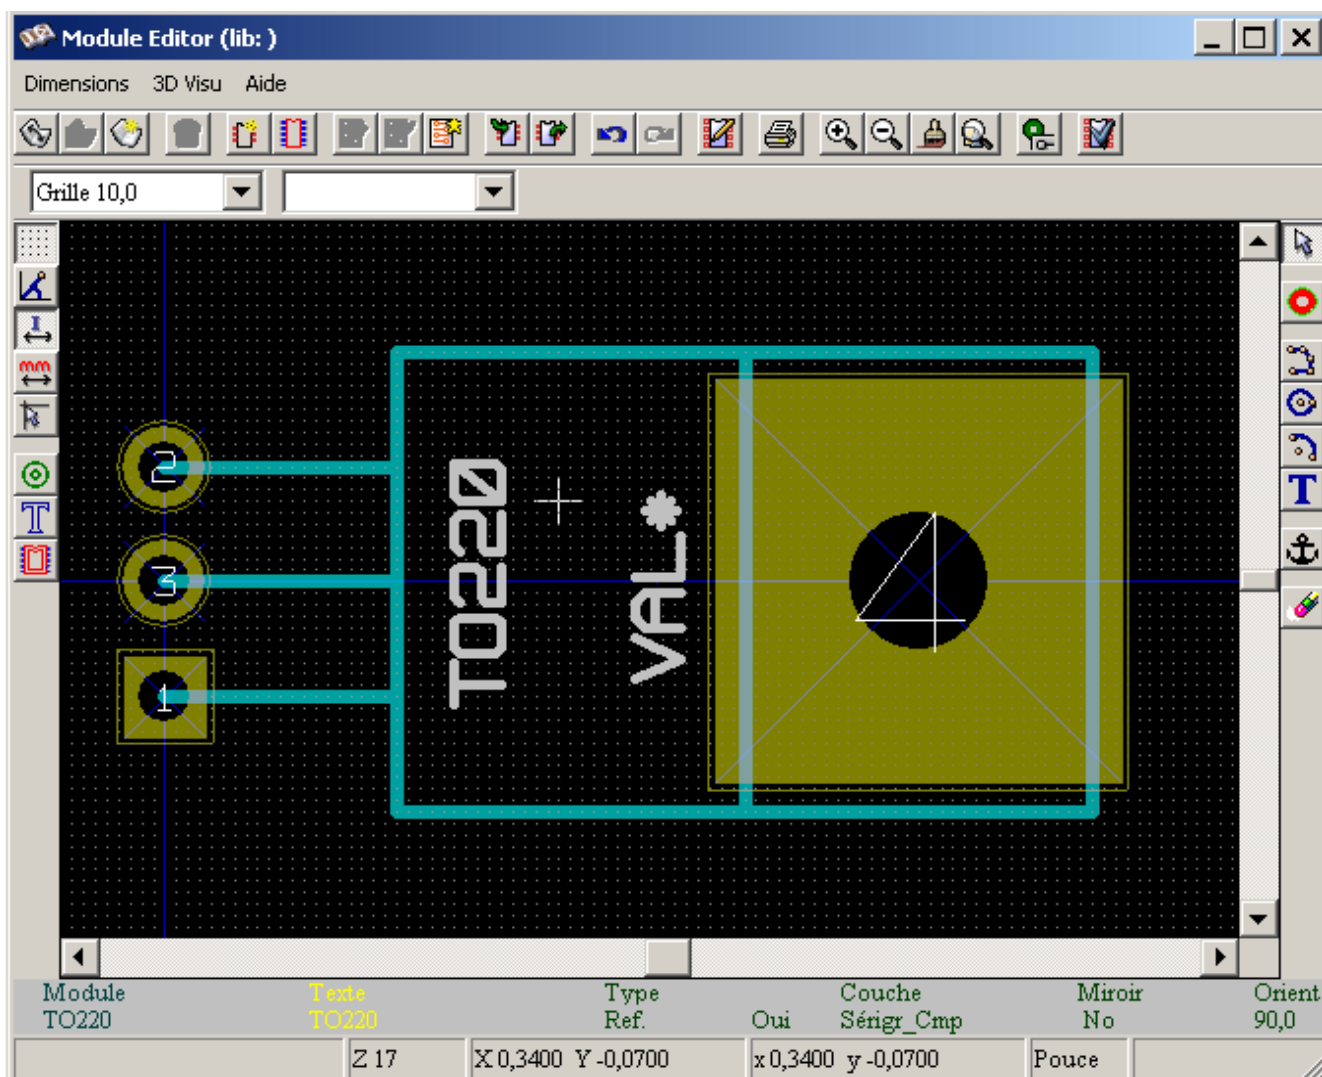 Module Editor (lib: )
Dimensions 3D Visu Aide
Grille 10,0
mm
T
2
3
1
TO220
VAL*
4
T
Module Texte Type Couche Miroir Orient
TO220 TO220 Ref. Oui Sérigr_Cmp No 90,0
Z 17 X 0,3400 Y -0,0700 x 0,3400 y -0,0700 Pouce